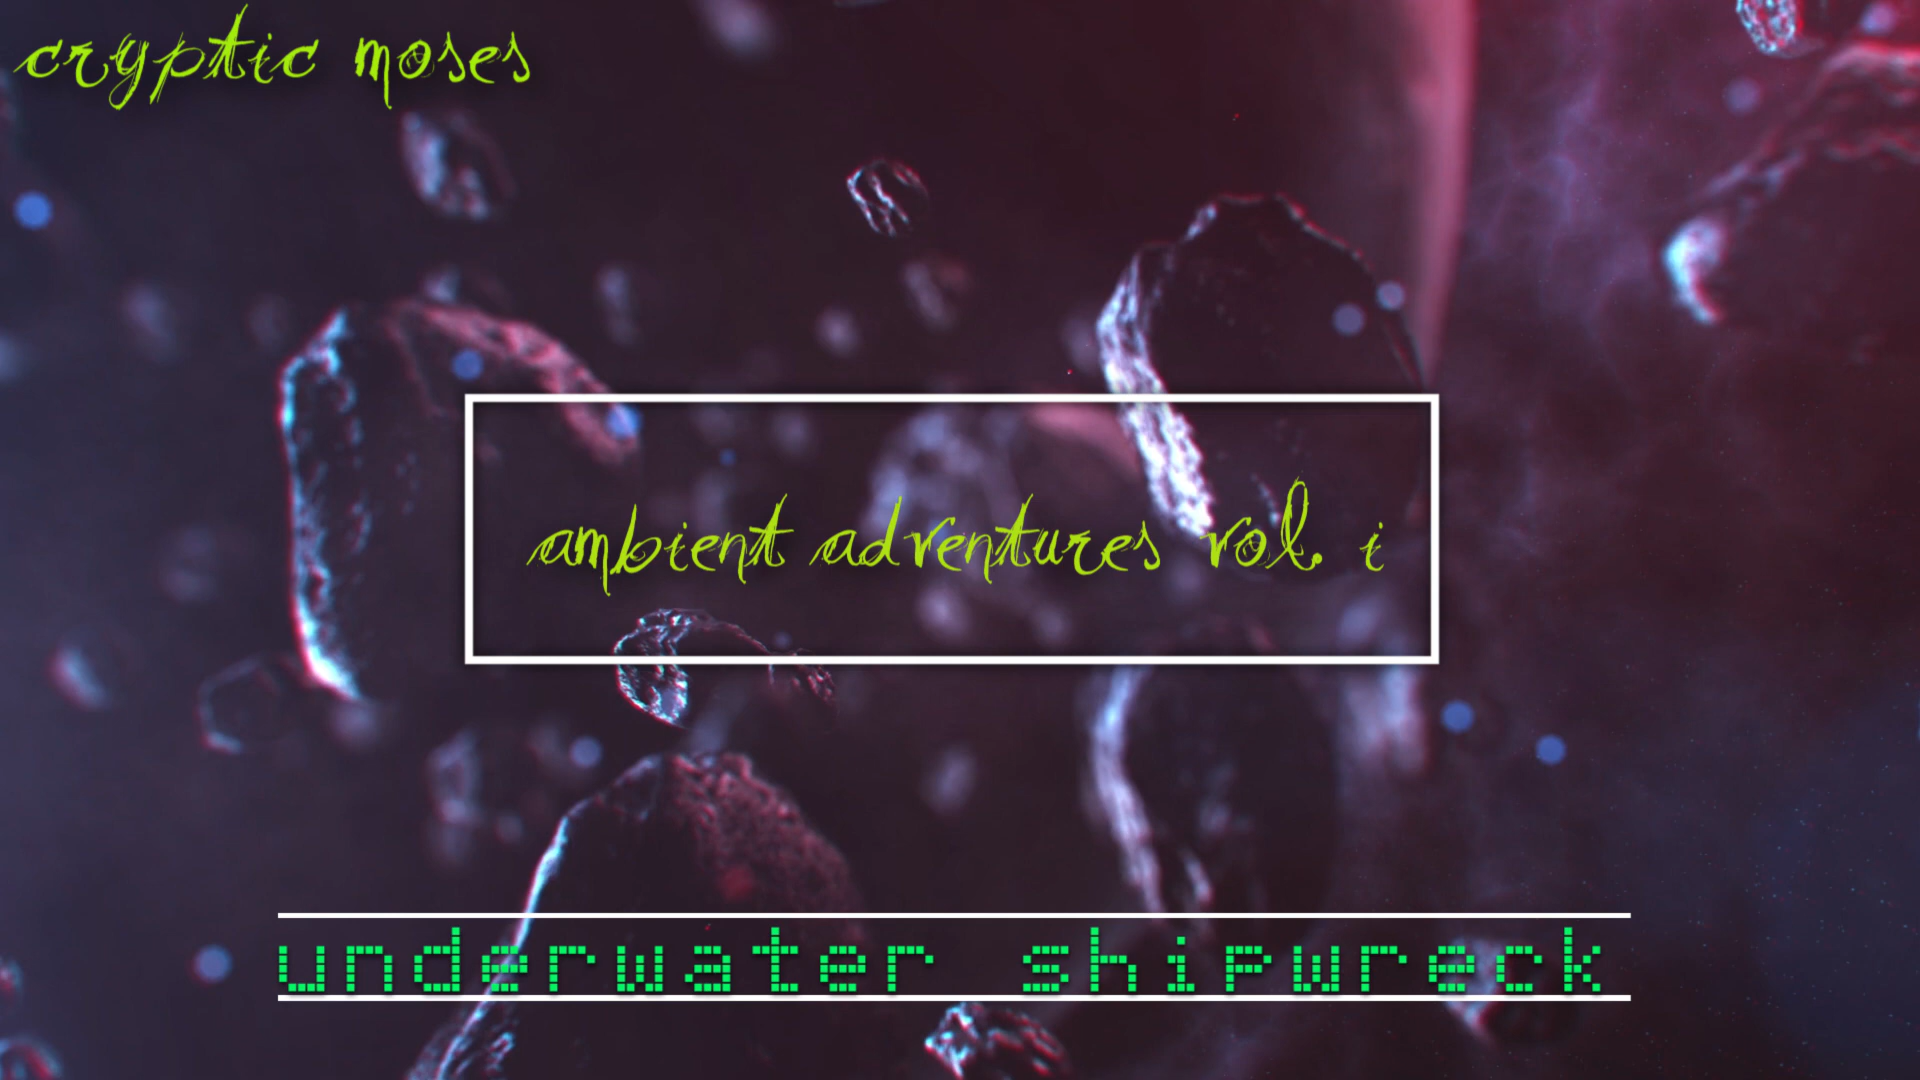 cryptic moses
ambient adventures vol. i
underwater shipwreck